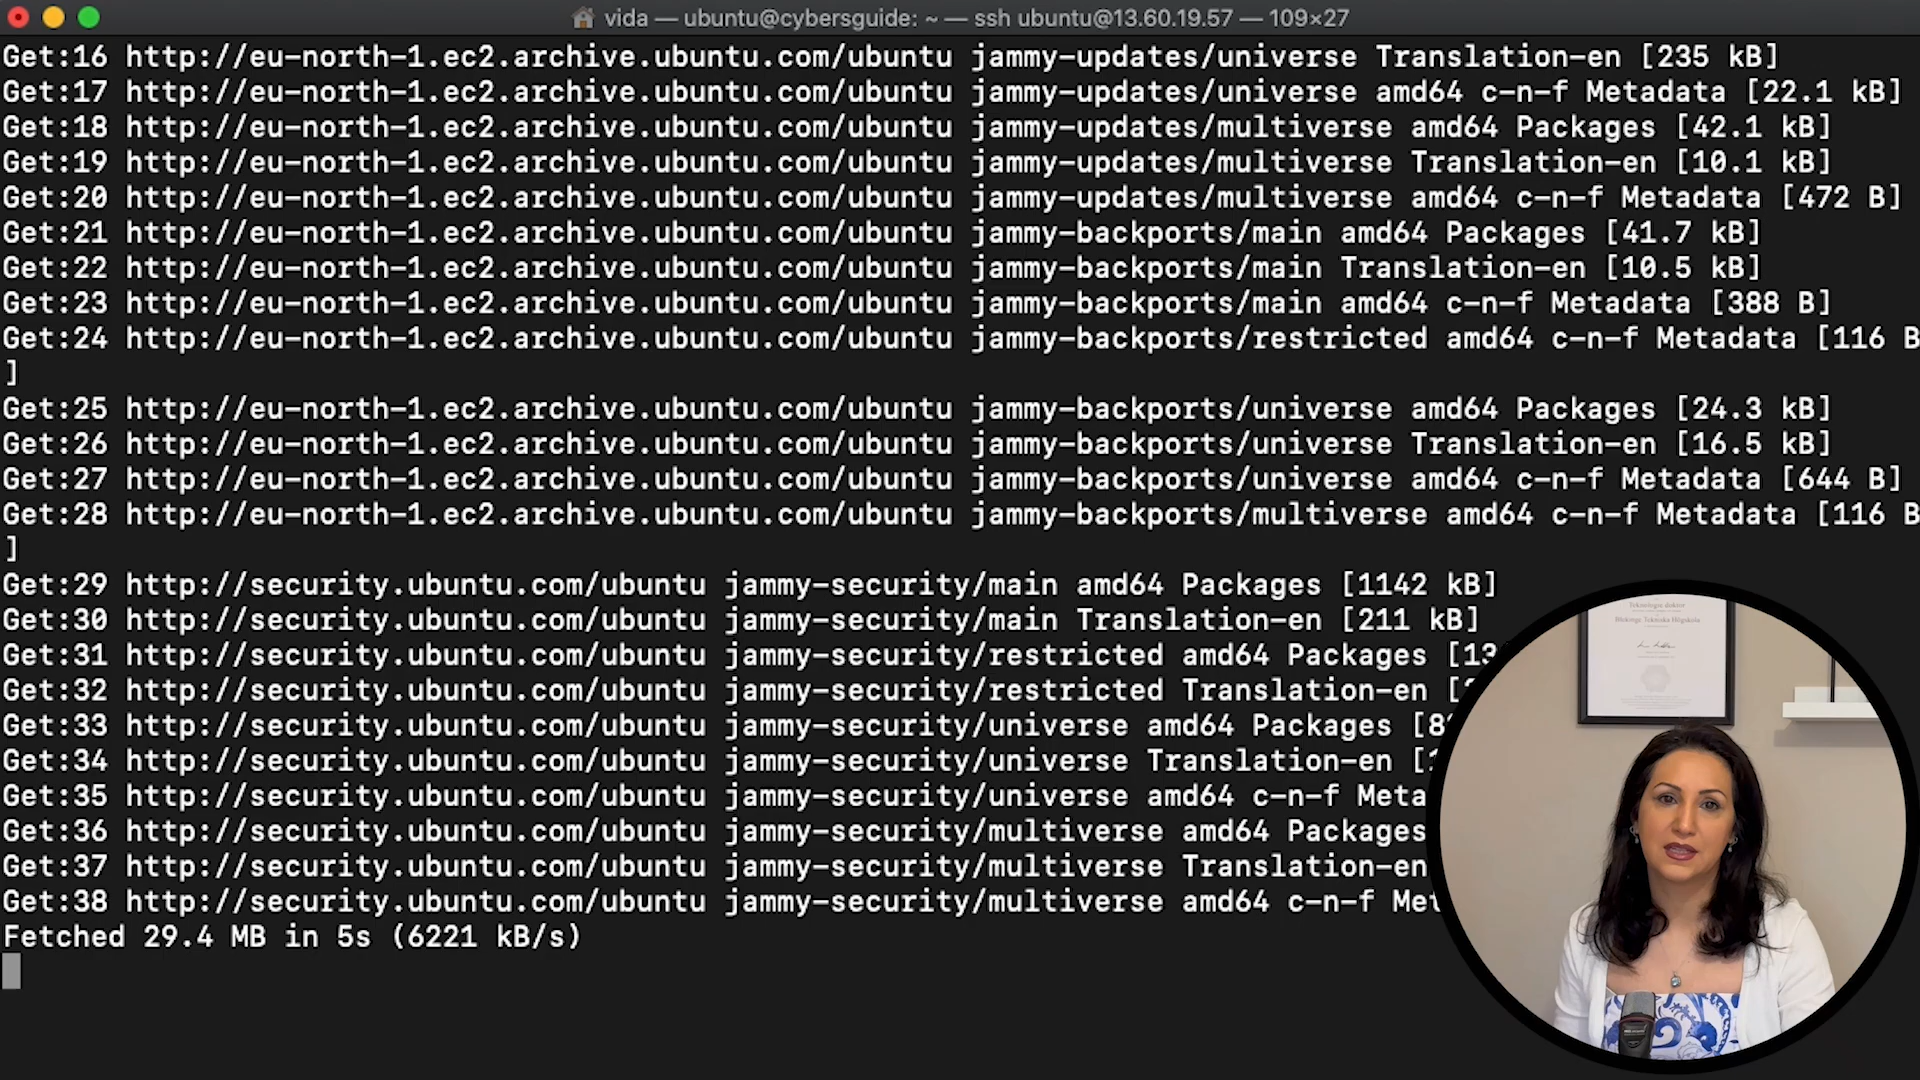 vida — ubuntu@cybersguide: ~ — ssh ubuntu@13.60.19.57 — 109×27
Get:16 http://eu-north-1.ec2.archive.ubuntu.com/ubuntu jammy-updates/universe Translation-en [235 kB]
Get:17 http://eu-north-1.ec2.archive.ubuntu.com/ubuntu jammy-updates/universe amd64 c-n-f Metadata [22.1 kB]
Get:18 http://eu-north-1.ec2.archive.ubuntu.com/ubuntu jammy-updates/multiverse amd64 Packages [42.1 kB]
Get:19 http://eu-north-1.ec2.archive.ubuntu.com/ubuntu jammy-updates/multiverse Translation-en [10.1 kB]
Get:20 http://eu-north-1.ec2.archive.ubuntu.com/ubuntu jammy-updates/multiverse amd64 c-n-f Metadata [472 B]
Get:21 http://eu-north-1.ec2.archive.ubuntu.com/ubuntu jammy-backports/main amd64 Packages [41.7 kB]
Get:22 http://eu-north-1.ec2.archive.ubuntu.com/ubuntu jammy-backports/main Translation-en [10.5 kB]
Get:23 http://eu-north-1.ec2.archive.ubuntu.com/ubuntu jammy-backports/main amd64 c-n-f Metadata [388 B]
Get:24 http://eu-north-1.ec2.archive.ubuntu.com/ubuntu jammy-backports/restricted amd64 c-n-f Metadata [116 B
]
Get:25 http://eu-north-1.ec2.archive.ubuntu.com/ubuntu jammy-backports/universe amd64 Packages [24.3 kB]
Get:26 http://eu-north-1.ec2.archive.ubuntu.com/ubuntu jammy-backports/universe Translation-en [16.5 kB]
Get:27 http://eu-north-1.ec2.archive.ubuntu.com/ubuntu jammy-backports/universe amd64 c-n-f Metadata [644 B]
Get:28 http://eu-north-1.ec2.archive.ubuntu.com/ubuntu jammy-backports/multiverse amd64 c-n-f Metadata [116 B
]
Get:29 http://security.ubuntu.com/ubuntu jammy-security/main amd64 Packages [1142 kB]
Get:30 http://security.ubuntu.com/ubuntu jammy-security/main Translation-en [211 kB]
Get:31 http://security.ubuntu.com/ubuntu jammy-security/restricted amd64 Packages [13
Get:32 http://security.ubuntu.com/ubuntu jammy-security/restricted Translation-en [
Get:33 http://security.ubuntu.com/ubuntu jammy-security/universe amd64 Packages [8
Get:34 http://security.ubuntu.com/ubuntu jammy-security/universe Translation-en [
Get:35 http://security.ubuntu.com/ubuntu jammy-security/universe amd64 c-n-f Meta
Get:36 http://security.ubuntu.com/ubuntu jammy-security/multiverse amd64 Packages
Get:37 http://security.ubuntu.com/ubuntu jammy-security/multiverse Translation-en
Get:38 http://security.ubuntu.com/ubuntu jammy-security/multiverse amd64 c-n-f Met
Fetched 29.4 MB in 5s (6221 kB/s)
Teknologie doktor
Blekinge Tekniska Högskola